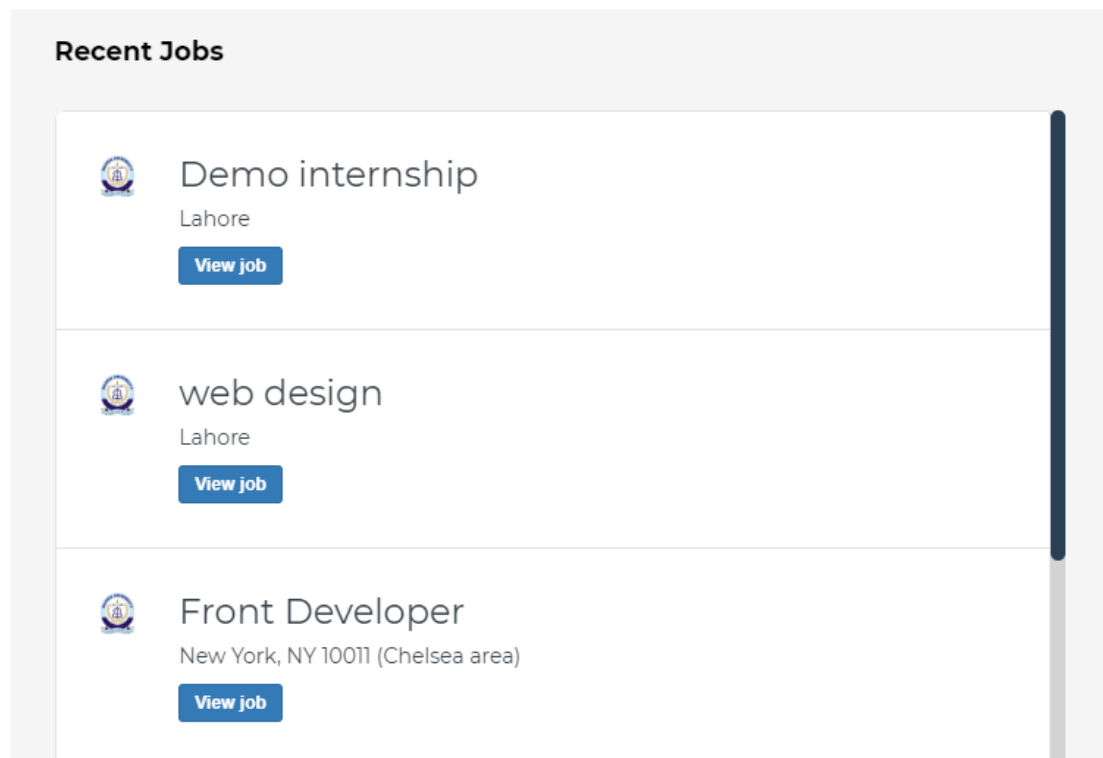 Recent Jobs
Demo internship
Lahore
View job
web design
Lahore
View job
Front Developer
New York, NY 10011 (Chelsea area)
View job